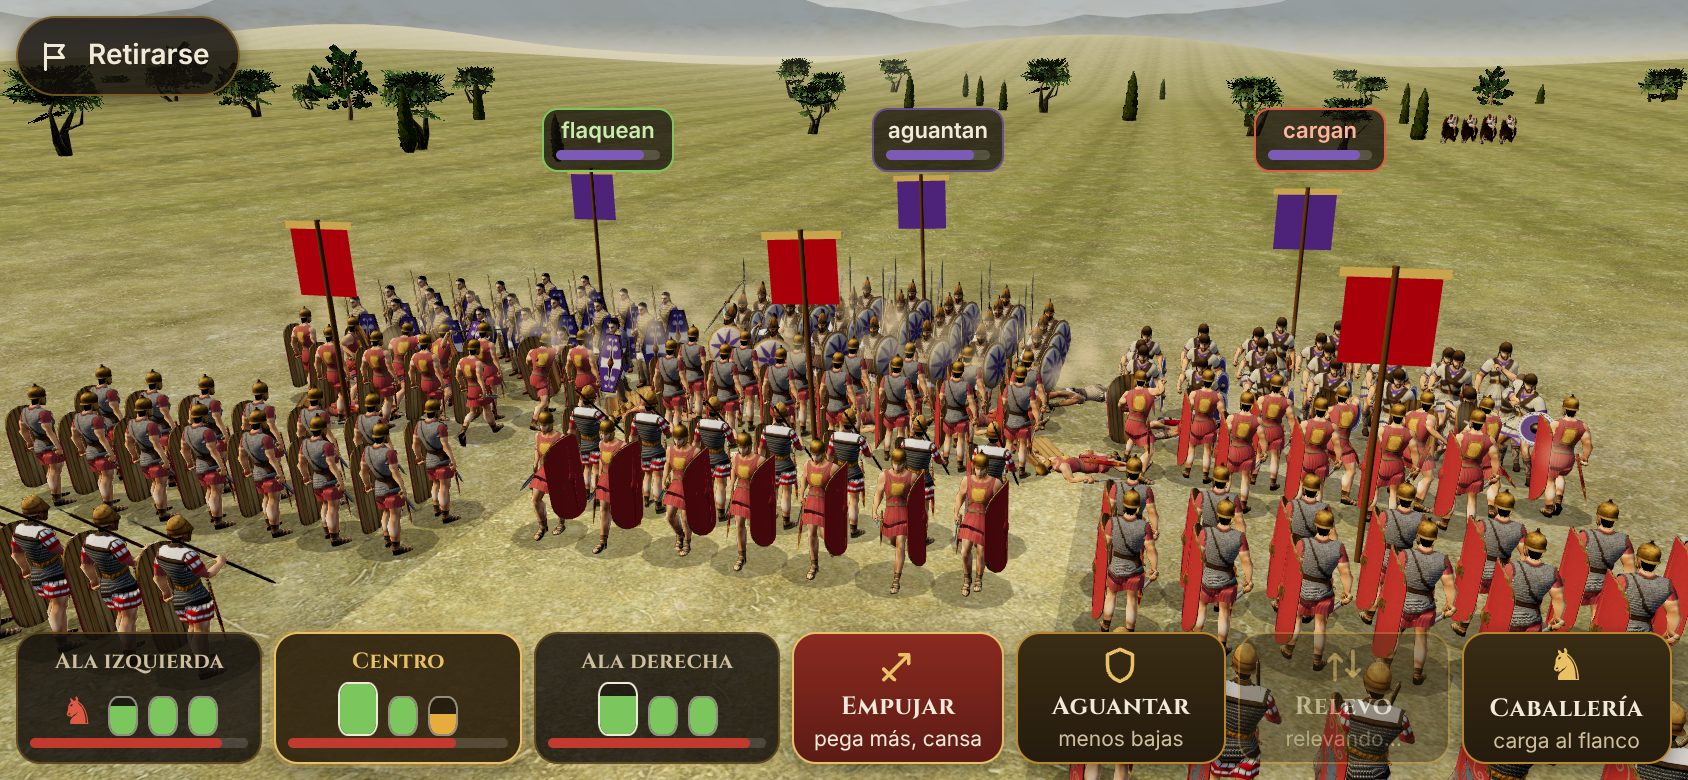 Retirarse
flaquean
aguantan
cargan
ALA IZQUIERDA
CENTRO
ALA DERECHA
EMPUJAR
pega más, cansa
AGUANTAR
menos bajas
RELEVO
relevando...
CABALLERÍA
carga al flanco